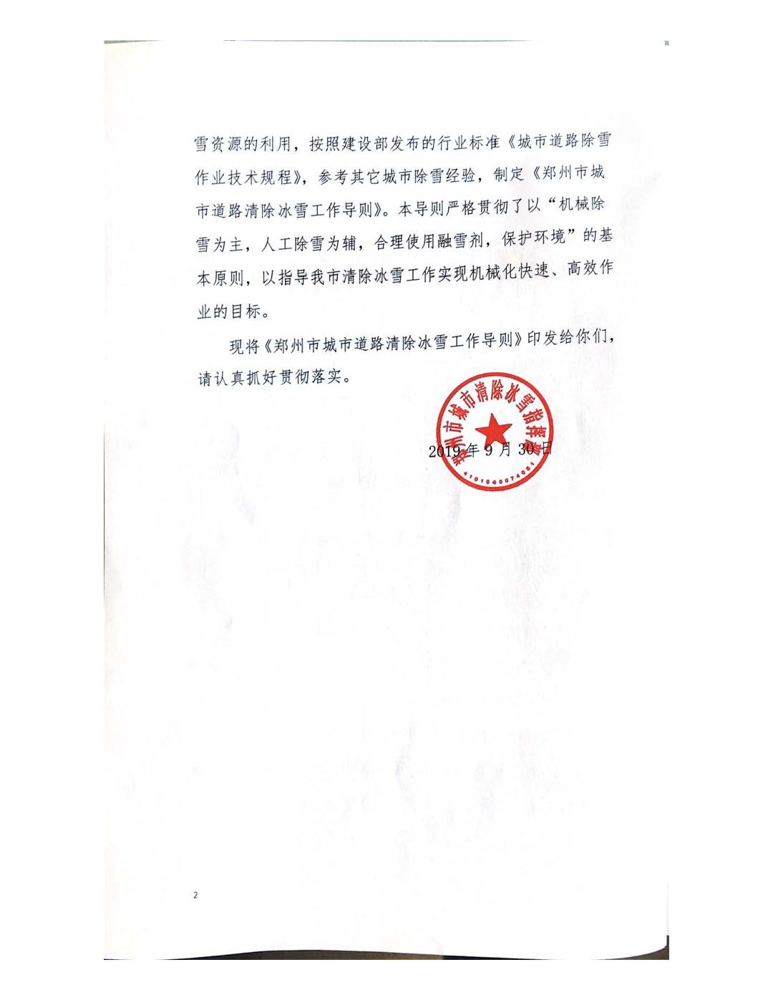 雪资源的利用，按照建设部发布的行业标准《城市道路除雪
作业技术规程》，参考其它城市除雪经验，制定《郑州市城
市道路清除冰雪工作导则》。本导则严格贯彻了以“机械除
雪为主，人工除雪为辅，合理使用融雪剂，保护环境”的基
本原则，以指导我市清除冰雪工作实现机械化快速、高效作
业的目标。
现将《郑州市城市道路清除冰雪工作导则》印发给你们，
请认真抓好贯彻落实。
郑州市城市清除冰雪指挥部
2019年9月30日
4101040074081
2